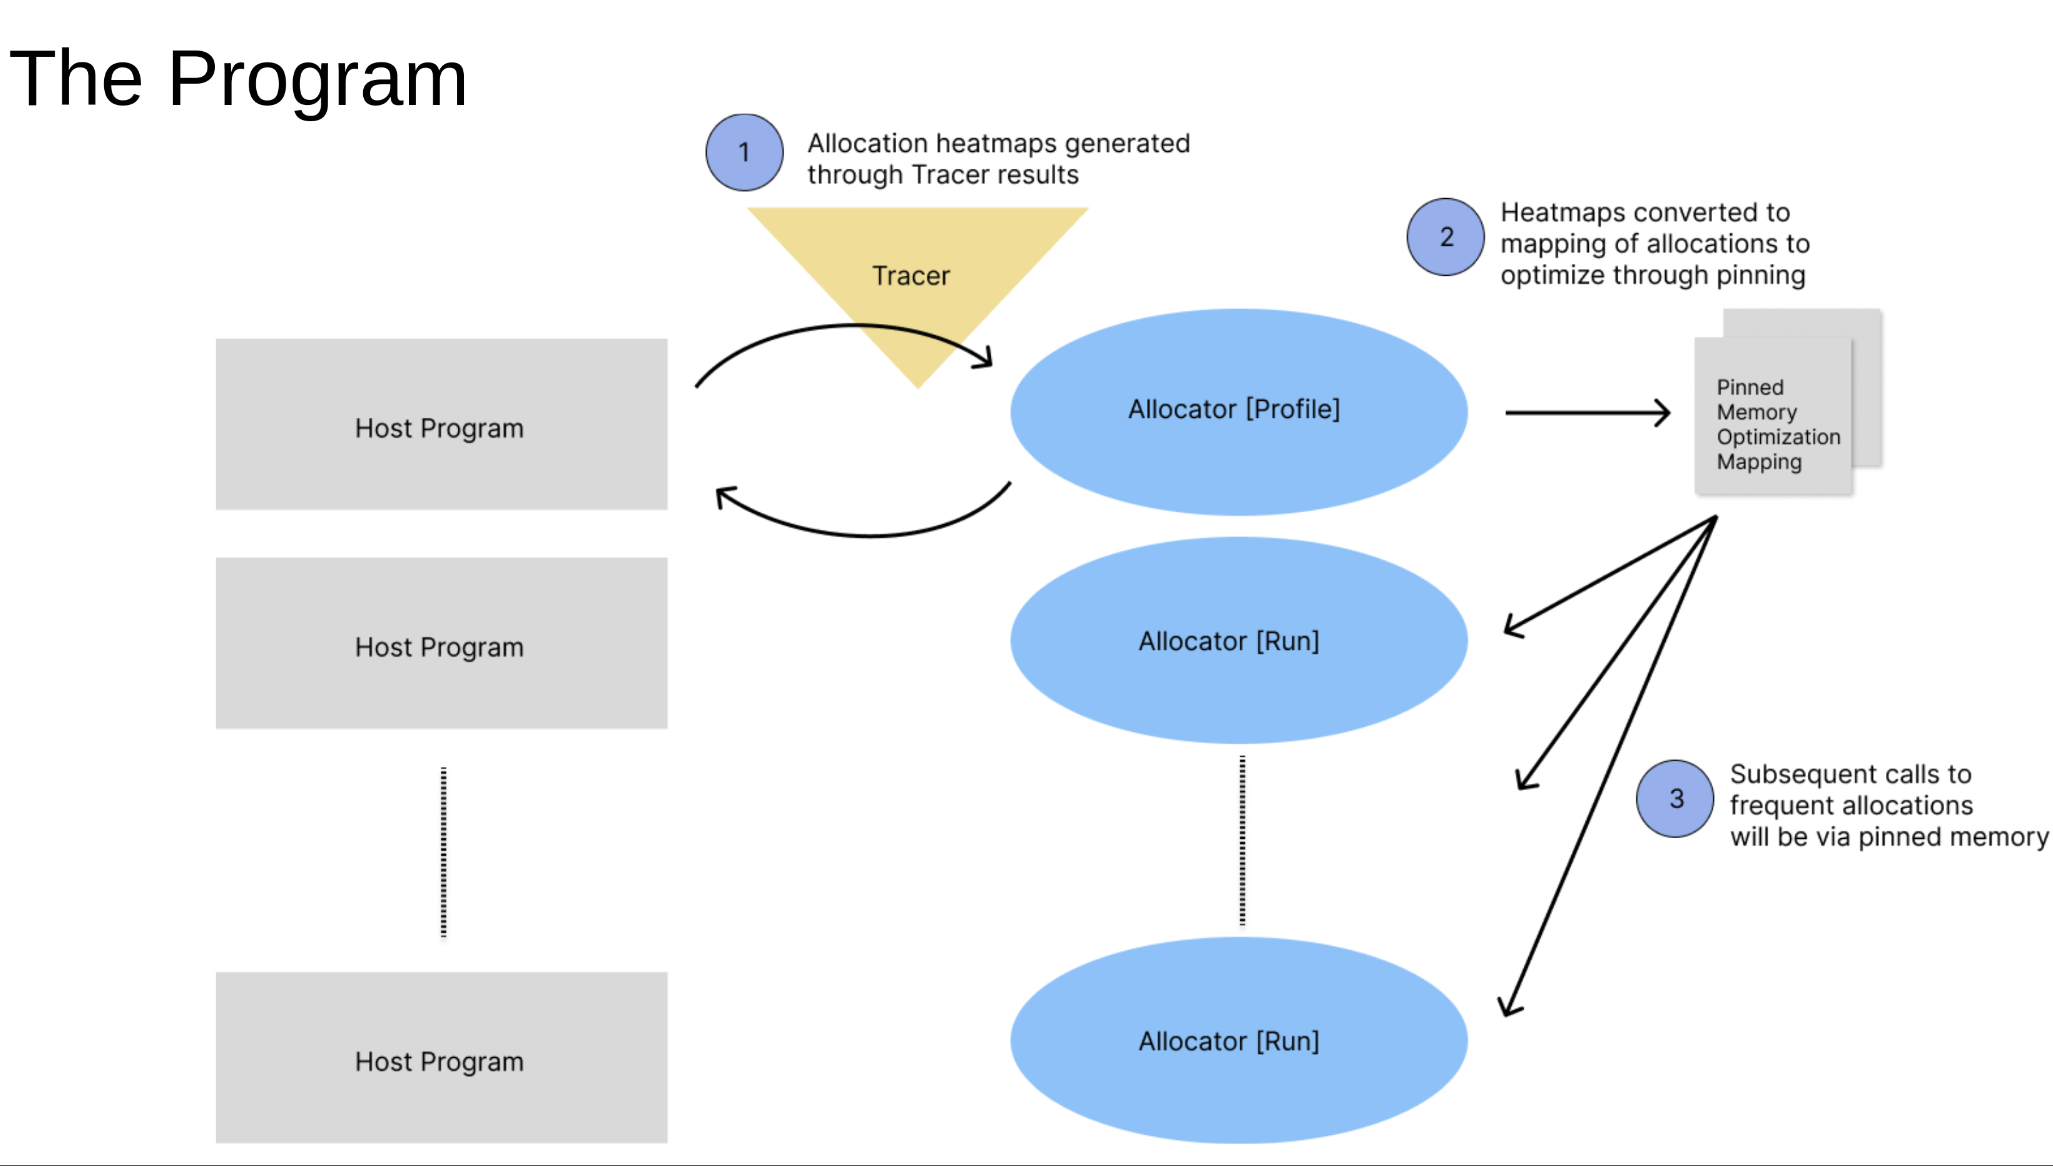 The Program
1
Allocation heatmaps generated
through Tracer results
2
Heatmaps converted to
mapping of allocations to
optimize through pinning
Tracer
Host Program
Allocator [Profile]
Pinned
Memory
Optimization
Mapping
Host Program
Allocator [Run]
3
Subsequent calls to
frequent allocations
will be via pinned memory
Host Program
Allocator [Run]